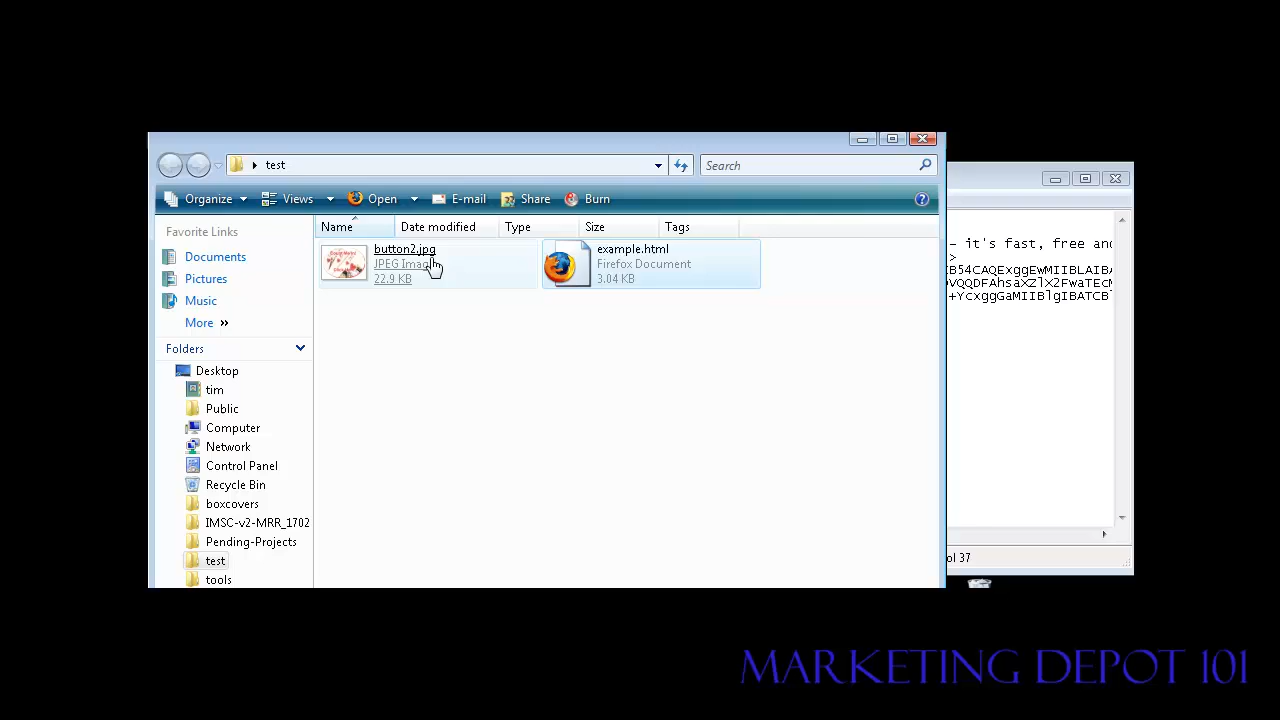 test
Search
Organize Views Open E-mail Share Burn
Name Data modified Type Size Tags
Favorite Links
Documents
Pictures
Music
More »
Folders
Desktop
tim
Public
Computer
Network
Control Panel
Recycle Bin
boxcovers
IMSC-v2-MRR_1702
Pending-Projects
test
tools
button2.jpg
JPEG Imag
22.9 KB
example.html
Firefox Document
3.04 KB
- it's fast, free and
>
ol 37
MARKETING DEPOT 101